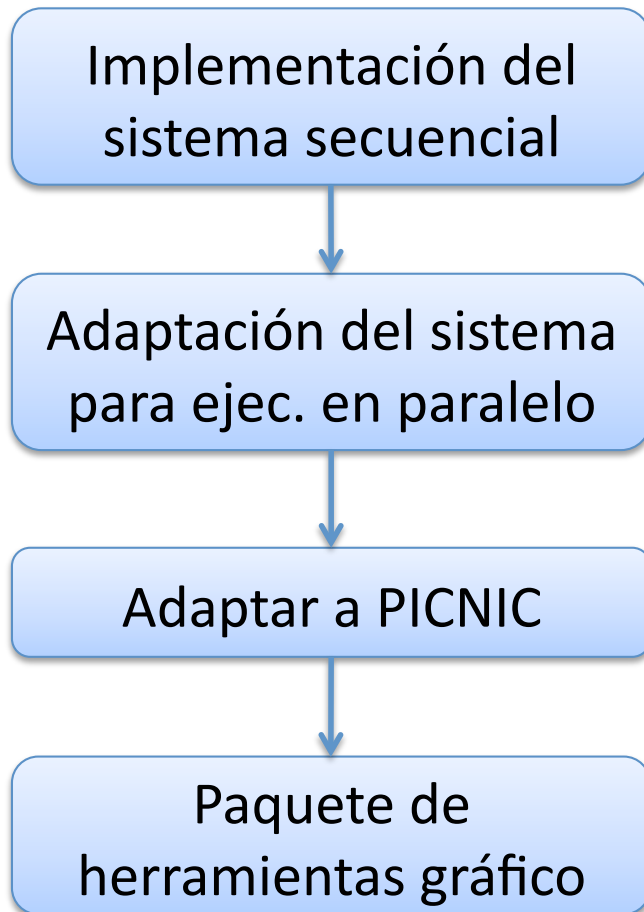 Implementación del
sistema secuencial
Adaptación del sistema
para ejec. en paralelo
Adaptar a PICNIC
Paquete de
herramientas gráfico